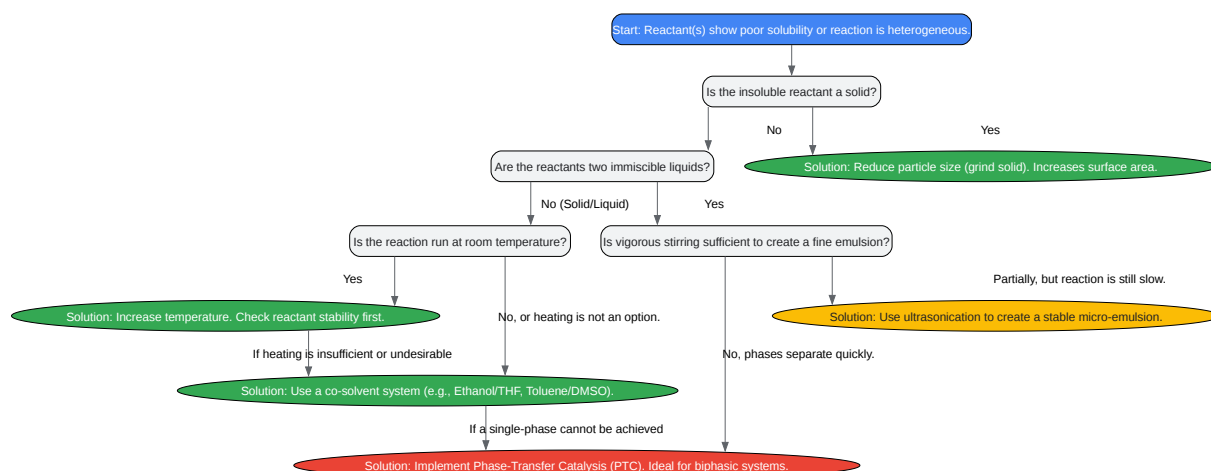 Start: Reactant(s) show poor solubility or reaction is heterogeneous.
Is the insoluble reactant a solid?
No
Yes
Are the reactants two immiscible liquids?
Solution: Reduce particle size (grind solid). Increases surface area.
No (Solid/Liquid)
Yes
Is the reaction run at room temperature?
Is vigorous stirring sufficient to create a fine emulsion?
Yes
Partially, but reaction is still slow.
Solution: Increase temperature. Check reactant stability first.
No, or heating is not an option.
Solution: Use ultrasonication to create a stable micro-emulsion.
If heating is insufficient or undesirable
No, phases separate quickly.
Solution: Use a co-solvent system (e.g., Ethanol/THF, Toluene/DMSO).
If a single-phase cannot be achieved
Solution: Implement Phase-Transfer Catalysis (PTC). Ideal for biphasic systems.